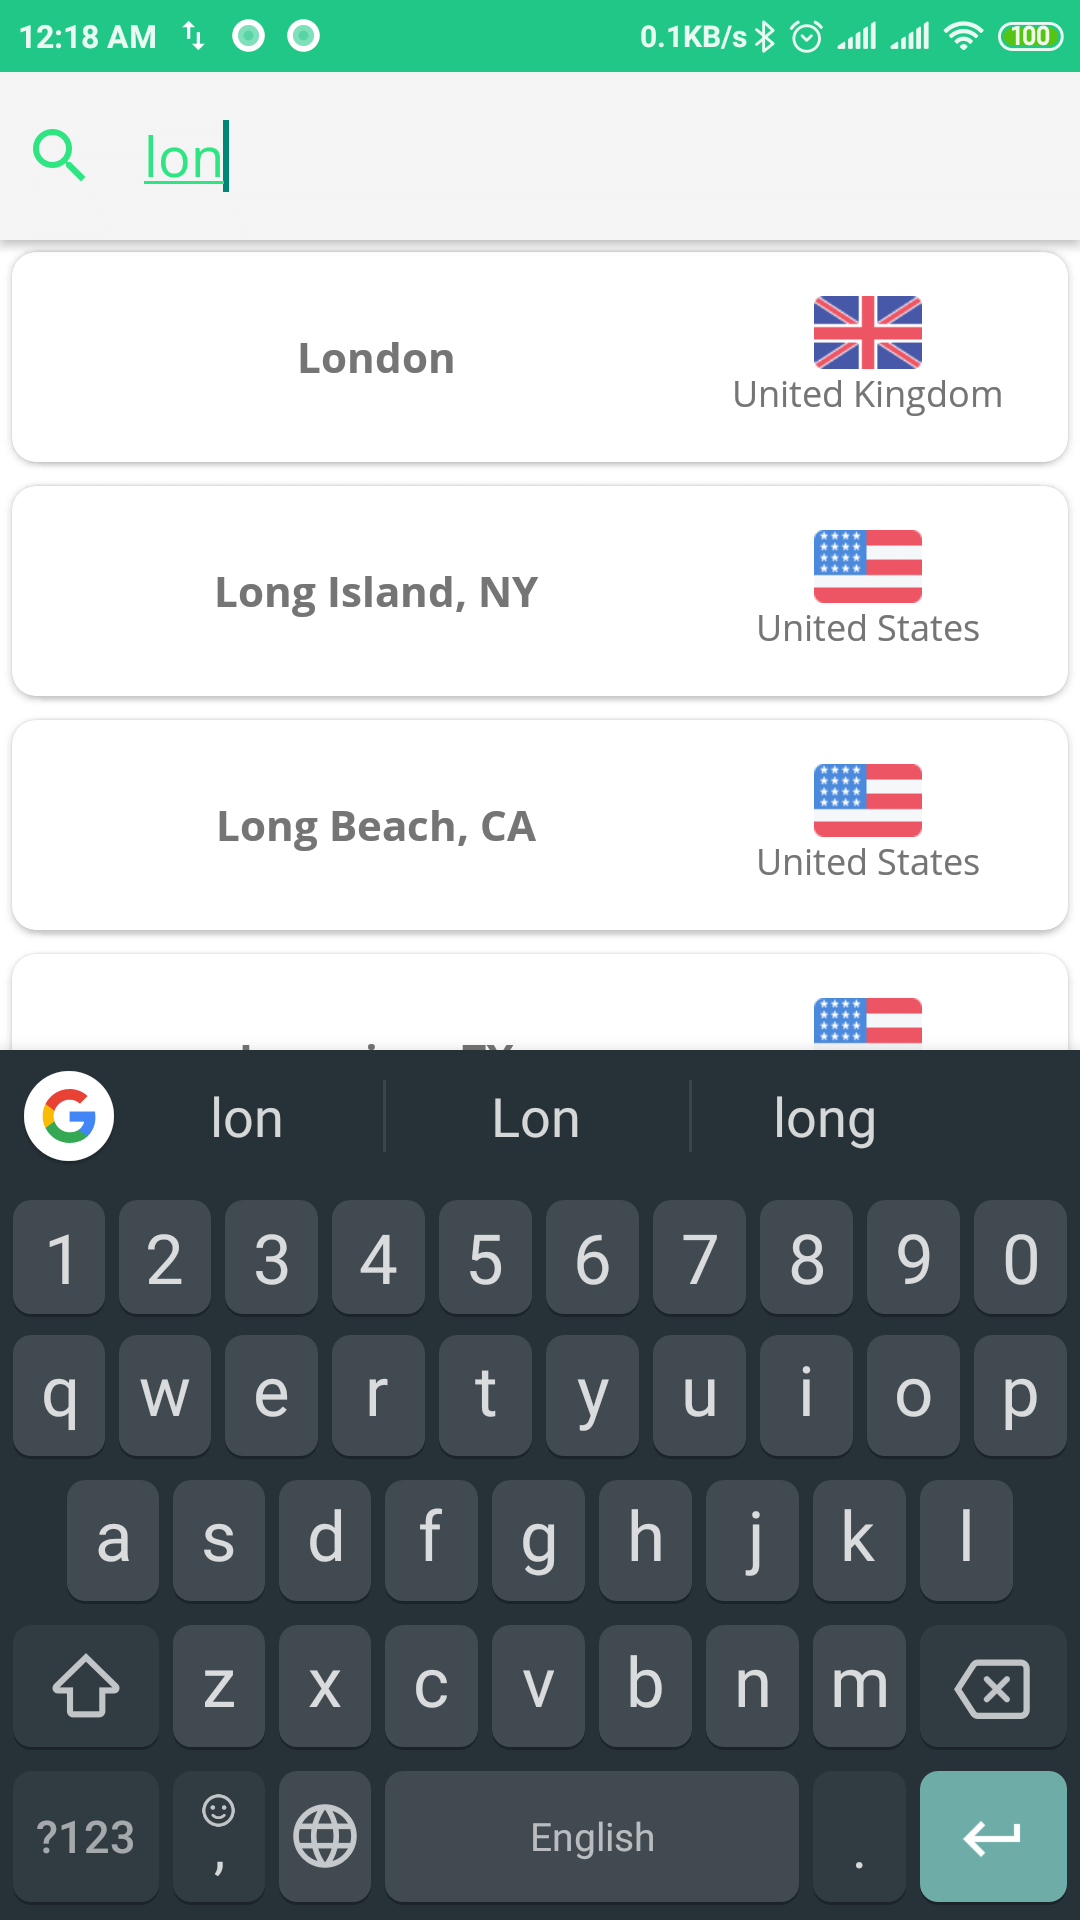 12:18 AM 0.1KB/s 100
lon
London
United Kingdom
Long Island, NY
United States
Long Beach, CA
United States
lon Lon long
1 2 3 4 5 6 7 8 9 0
q w e r t y u i o p
a s d f g h j k l
z x c v b n m
?123 , English .